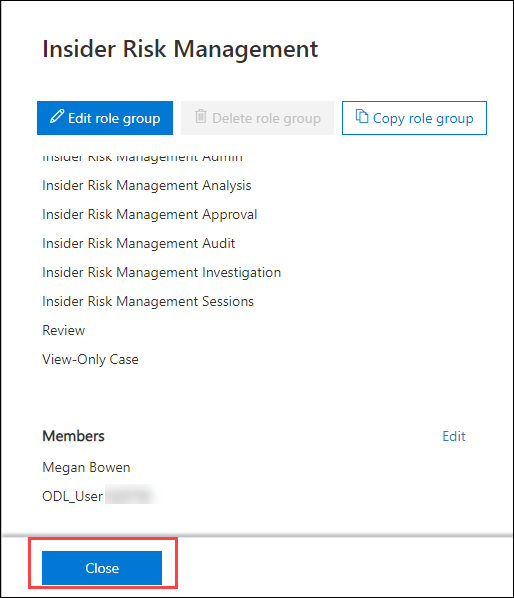 Insider Risk Management
Edit role group Delete role group Copy role group
Insider Risk Management Admin
Insider Risk Management Analysis
Insider Risk Management Approval
Insider Risk Management Audit
Insider Risk Management Investigation
Insider Risk Management Sessions
Review
View-Only Case
Members Edit
Megan Bowen
ODL_User
Close